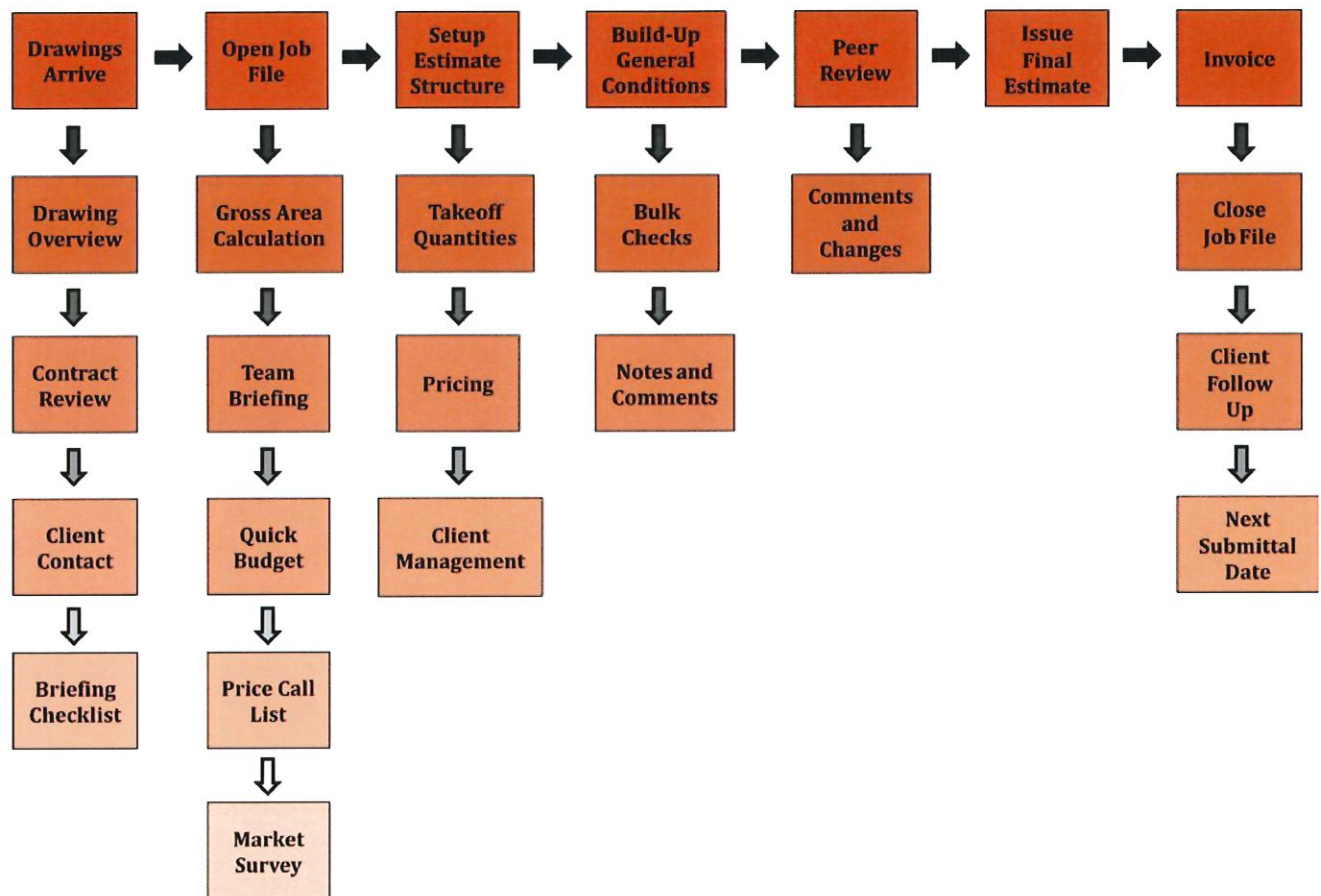 Drawings
Arrive
Open Job
File
Setup
Estimate
Structure
Build-Up
General
Conditions
Peer
Review
Issue
Final
Estimate
Invoice
Drawing
Overview
Gross Area
Calculation
Takeoff
Quantities
Bulk
Checks
Comments
and
Changes
Close
Job File
Contract
Review
Team
Briefing
Pricing
Notes and
Comments
Client
Follow
Up
Client
Contact
Quick
Budget
Client
Management
Next
Submittal
Date
Briefing
Checklist
Price Call
List
Market
Survey